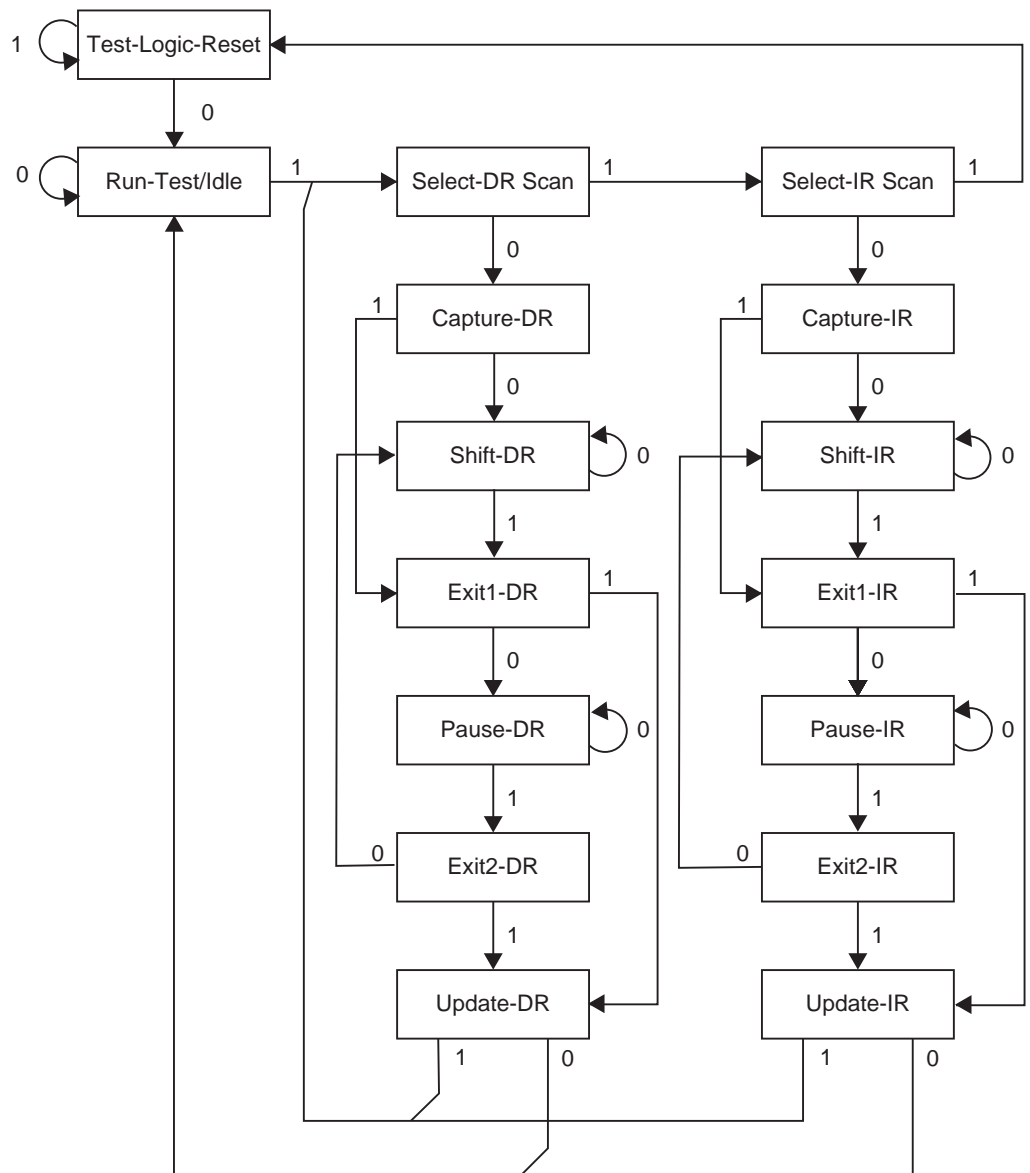 1 Test-Logic-Reset
0
0 Run-Test/Idle 1 Select-DR Scan 1 Select-IR Scan 1
0 0
1 Capture-DR 1 Capture-IR
0 0
Shift-DR 0 Shift-IR 0
1 1
Exit1-DR 1 Exit1-IR 1
0 0
Pause-DR 0 Pause-IR 0
1 1
0 Exit2-DR 0 Exit2-IR
1 1
Update-DR Update-IR
1 0 1 0